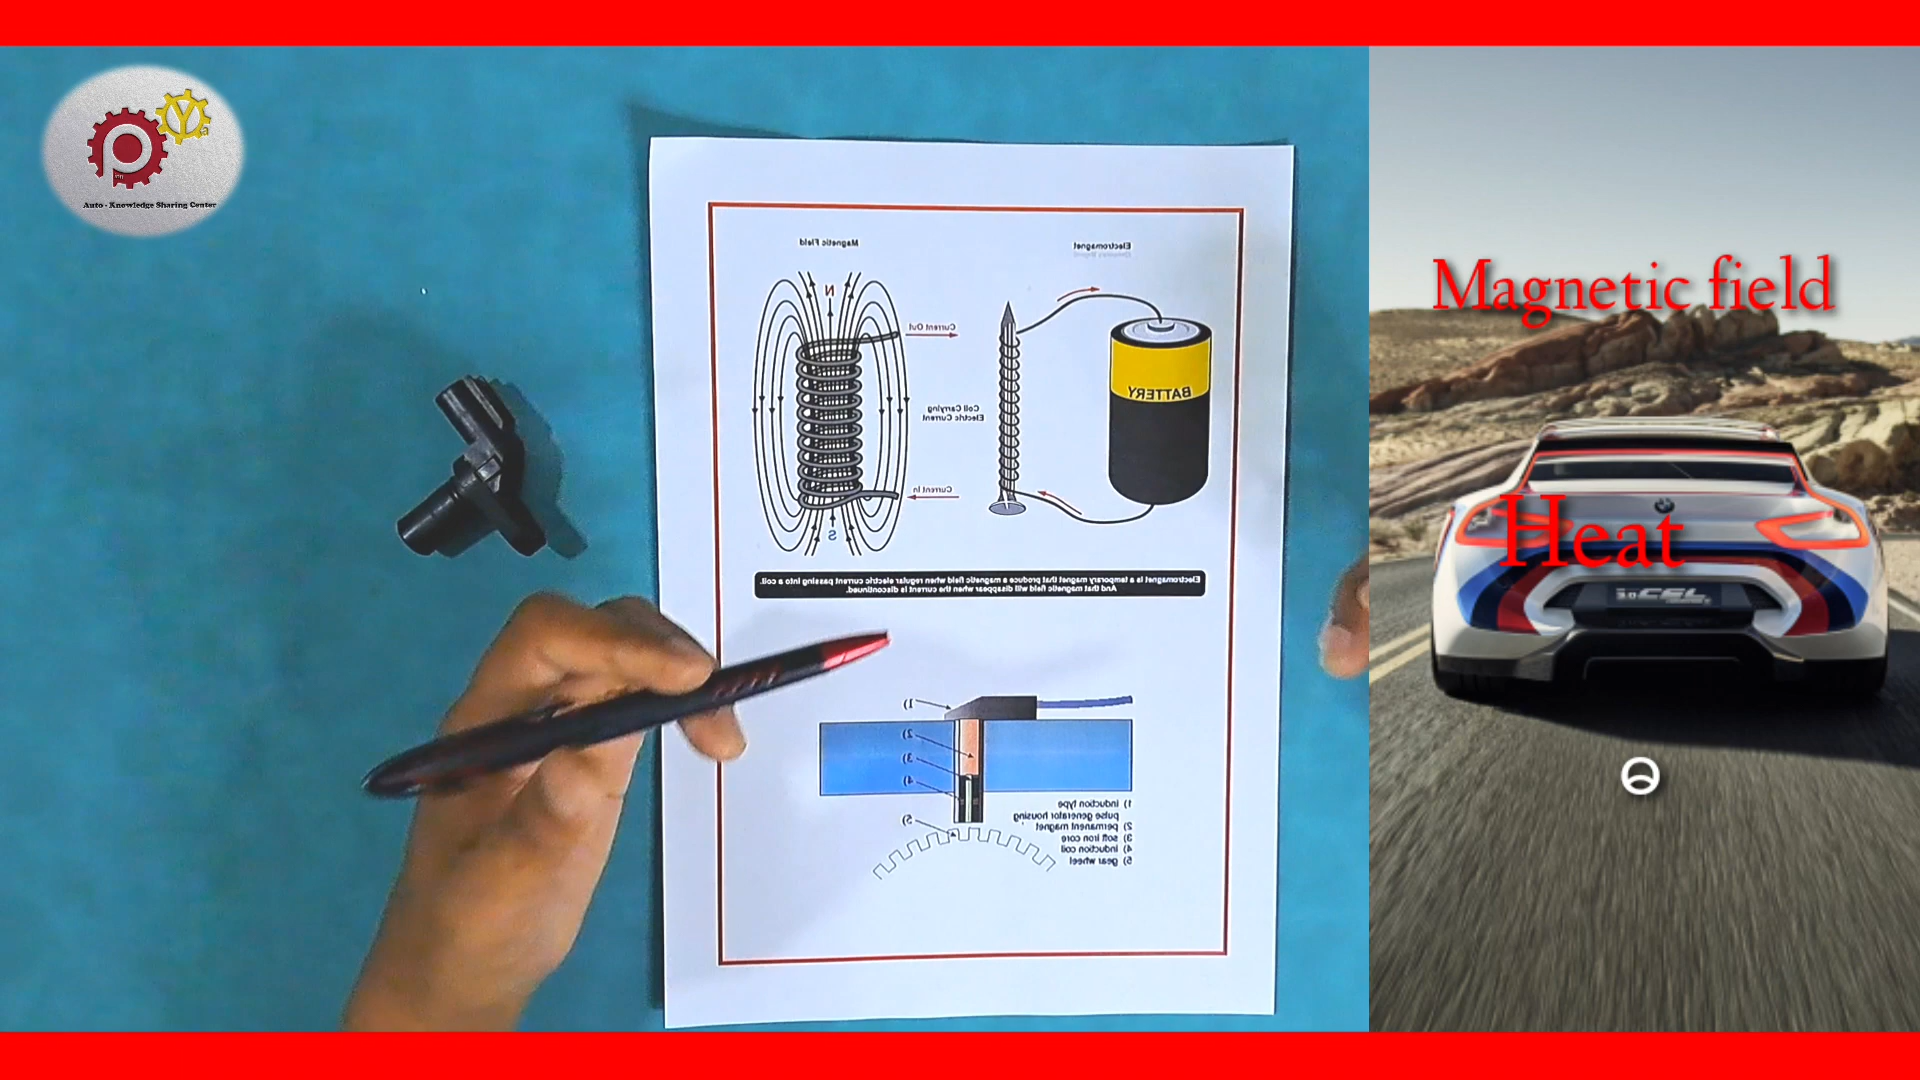 Auto - Knowledge Sharing Center
Magnetic Field
Electromagnet
N
Current Out
BATTERY
Coil Carrying
Electric Current
Current In
S
Electromagnet is a temporary magnet that produce a magnetic field when regular electric current passing into a coil.
And that magnetic field will disappear when the current is discontinued.
1)
2)
3)
4)
5)
1) induction type
pulse generator housing
2) permanent magnet
3) soft iron core
4) induction coil
5) gear wheel
Magnetic field
Heat
3.0 CSL